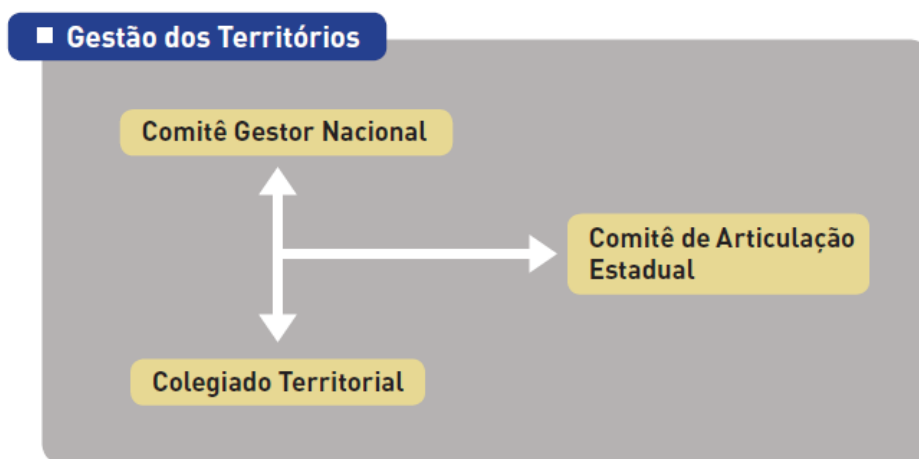 Gestão dos Territórios
Comitê Gestor Nacional
Comitê de Articulação
Estadual
Colegiado Territorial